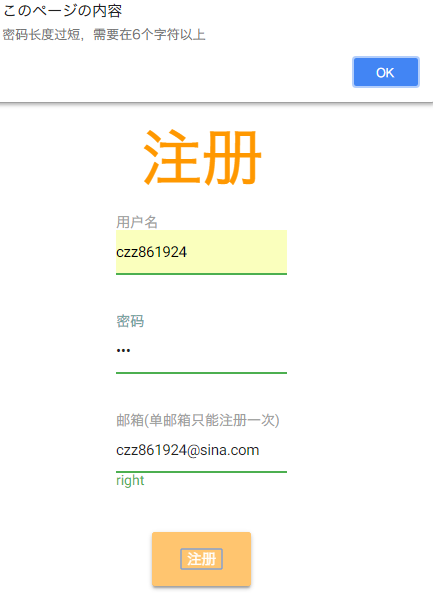 このページの内容
密码长度过短，需要在6个字符以上
OK
注册
用户名
czz861924
密码
•••
邮箱(单邮箱只能注册一次)
czz861924@sina.com
right
注册